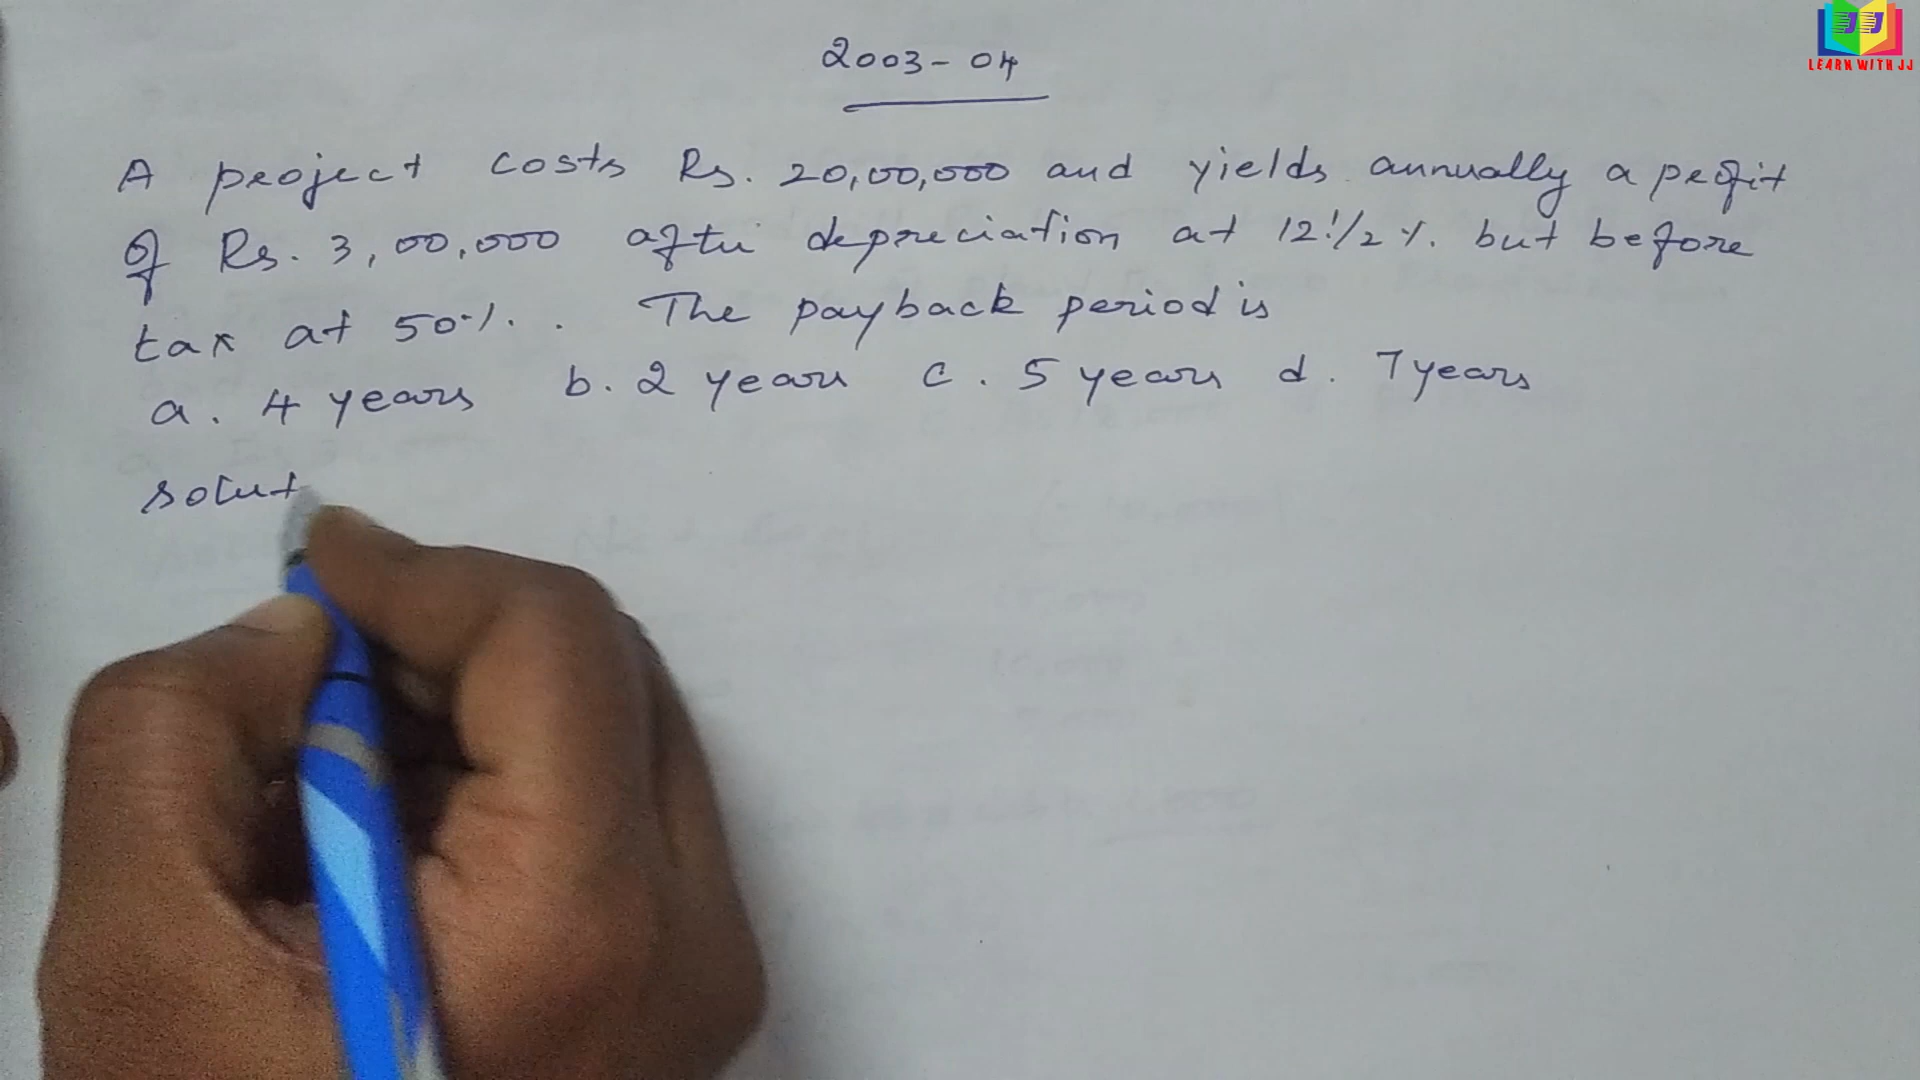 2003-04
LEARN WITH JJ
A project costs Rs. 20,00,000 and yields annually a profit
of Rs. 3,00,000 after depreciation at 12 1/2 %. but before
tax at 50%. . The payback period is
a. 4 years b. 2 years c. 5 years d. 7 years
solut